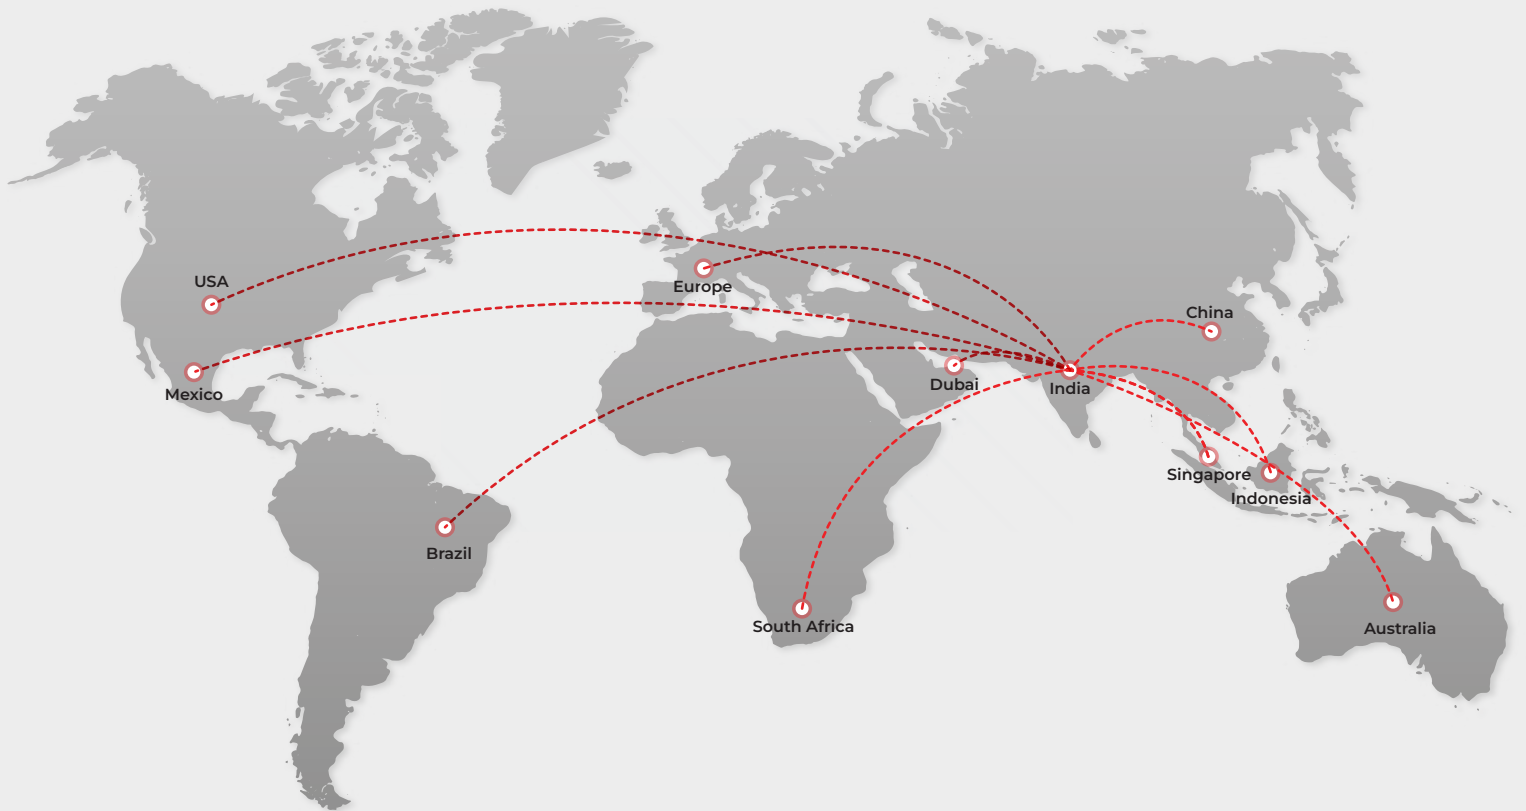 USA
Europe
China
Mexico
Dubai
India
Singapore
Indonesia
Brazil
South Africa
Australia